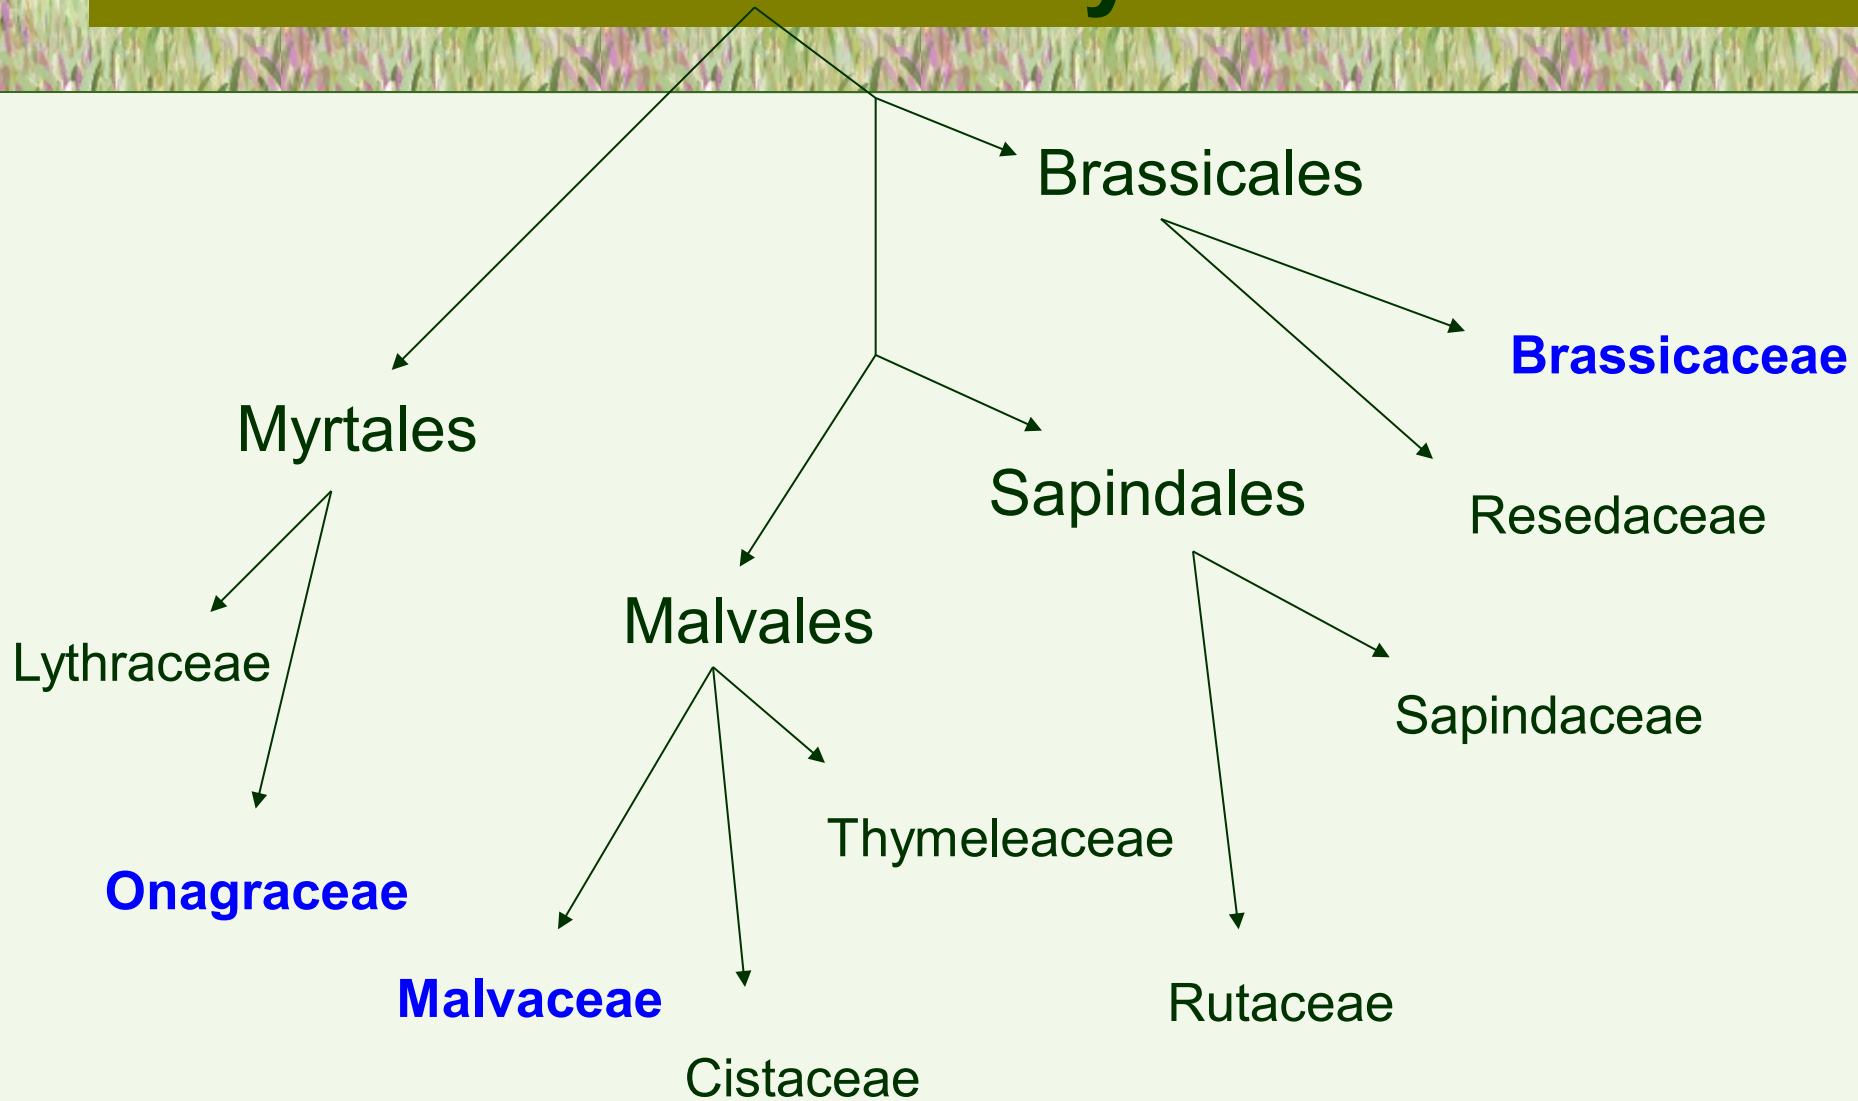 Brassicales
Brassicaceae
Myrtales
Sapindales
Resedaceae
Malvales
Lythraceae
Sapindaceae
Thymeleaceae
Onagraceae
Malvaceae
Rutaceae
Cistaceae